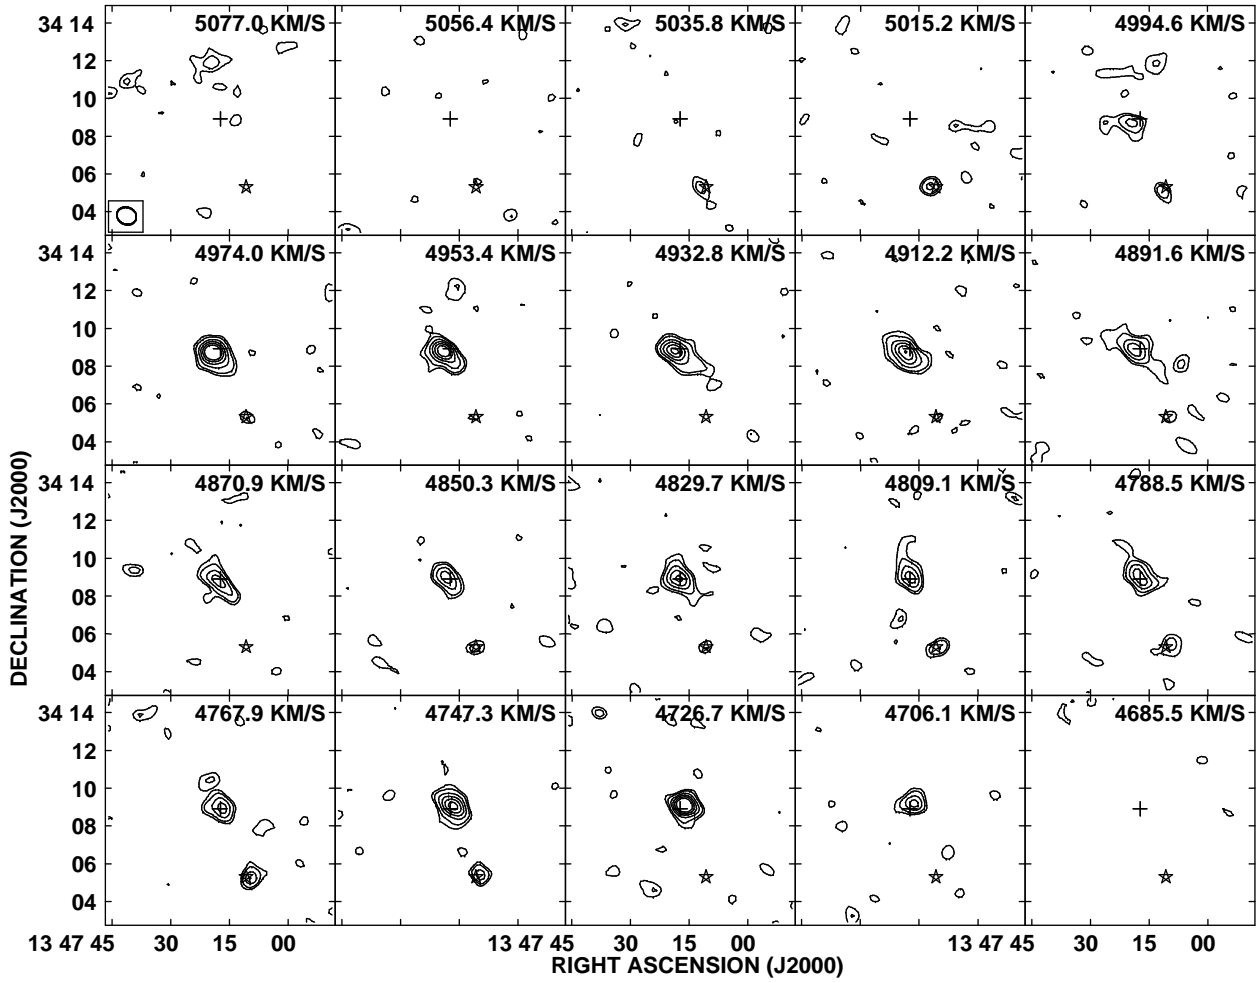 34 14 5077.0 KM/S 5056.4 KM/S 5035.8 KM/S 5015.2 KM/S 4994.6 KM/S
12
10
08
06
04
34 14 4974.0 KM/S 4953.4 KM/S 4932.8 KM/S 4912.2 KM/S 4891.6 KM/S
12
10
08
06
04
34 14 4870.9 KM/S 4850.3 KM/S 4829.7 KM/S 4809.1 KM/S 4788.5 KM/S
12
10
08
06
04
34 14 4767.9 KM/S 4747.3 KM/S 4726.7 KM/S 4706.1 KM/S 4685.5 KM/S
12
10
08
06
04
DECLINATION (J2000)
13 47 45 30 15 00 13 47 45 30 15 00 13 47 45 30 15 00
RIGHT ASCENSION (J2000)